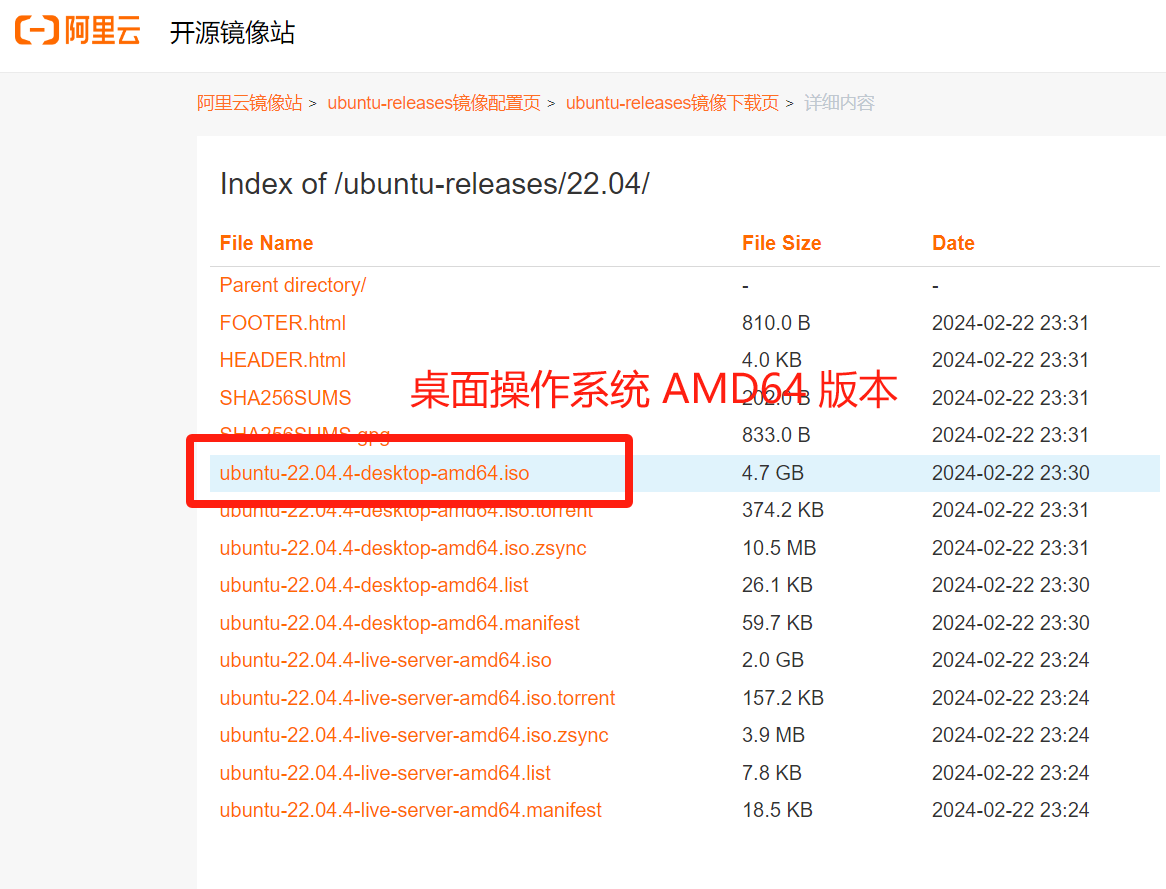 阿里云 开源镜像站
阿里云镜像站 > ubuntu-releases镜像配置页 > ubuntu-releases镜像下载页 > 详细内容
Index of /ubuntu-releases/22.04/
File Name File Size Date
Parent directory/ - -
FOOTER.html 810.0 B 2024-02-22 23:31
HEADER.html 4.0 KB 2024-02-22 23:31
桌面操作系统 AMD64 版本
SHA256SUMS 202.0 B 2024-02-22 23:31
SHA256SUMS.gpg 833.0 B 2024-02-22 23:31
ubuntu-22.04.4-desktop-amd64.iso 4.7 GB 2024-02-22 23:30
ubuntu-22.04.4-desktop-amd64.iso.torrent 374.2 KB 2024-02-22 23:31
ubuntu-22.04.4-desktop-amd64.iso.zsync 10.5 MB 2024-02-22 23:31
ubuntu-22.04.4-desktop-amd64.list 26.1 KB 2024-02-22 23:30
ubuntu-22.04.4-desktop-amd64.manifest 59.7 KB 2024-02-22 23:30
ubuntu-22.04.4-live-server-amd64.iso 2.0 GB 2024-02-22 23:24
ubuntu-22.04.4-live-server-amd64.iso.torrent 157.2 KB 2024-02-22 23:24
ubuntu-22.04.4-live-server-amd64.iso.zsync 3.9 MB 2024-02-22 23:24
ubuntu-22.04.4-live-server-amd64.list 7.8 KB 2024-02-22 23:24
ubuntu-22.04.4-live-server-amd64.manifest 18.5 KB 2024-02-22 23:24